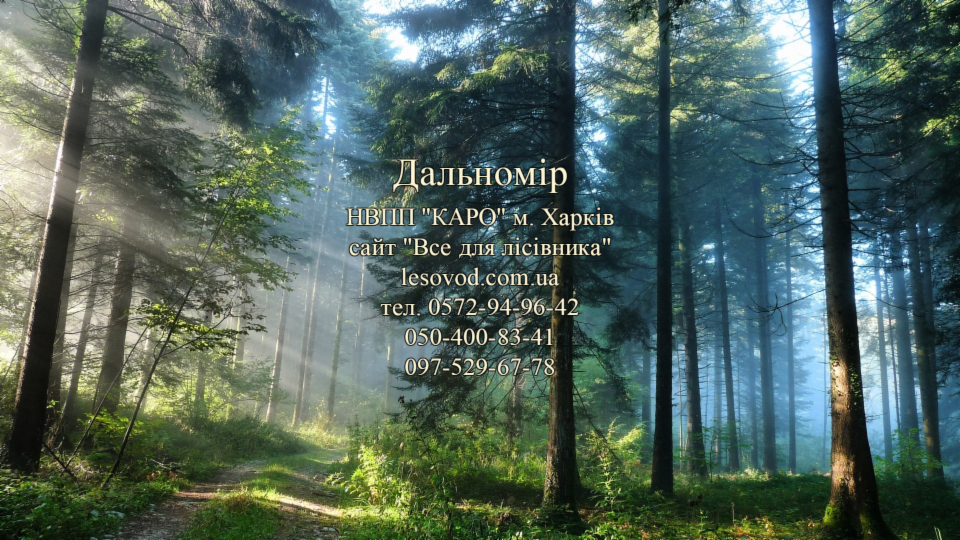 Дальномір
НВПП "КАРО" м. Харків
сайт "Все для лісівника"
lesovod.com.ua
тел. 0572-94-96-42
050-400-83-41
097-529-67-78